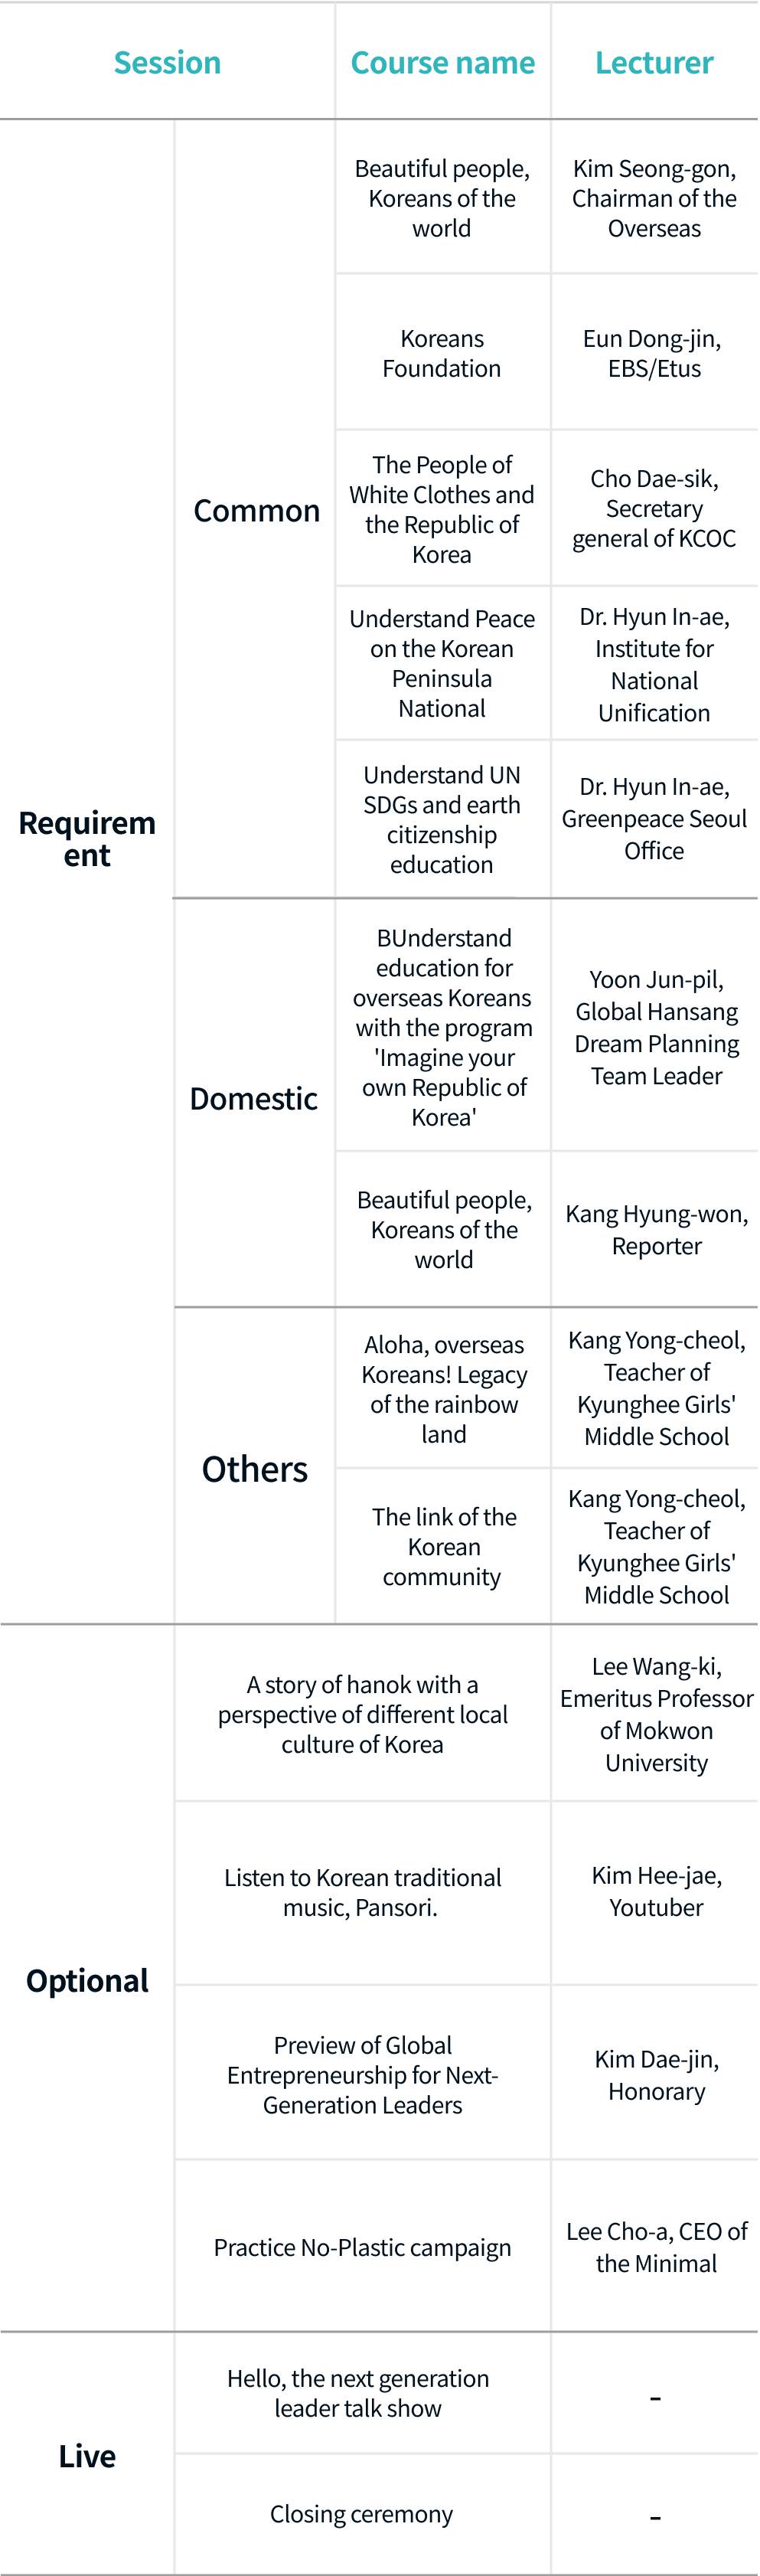 Session
Course name
Lecturer
Requirem
ent
Common
Beautiful people,
Koreans of the
world
Kim Seong-gon,
Chairman of the
Overseas
Koreans
Foundation
Eun Dong-jin,
EBS/Etus
The People of
White Clothes and
the Republic of
Korea
Cho Dae-sik,
Secretary
general of KCOC
Understand Peace
on the Korean
Peninsula
National
Dr. Hyun In-ae,
Institute for
National
Unification
Understand UN
SDGs and earth
citizenship
education
Dr. Hyun In-ae,
Greenpeace Seoul
Office
Domestic
BUnderstand
education for
overseas Koreans
with the program
'Imagine your
own Republic of
Korea'
Yoon Jun-pil,
Global Hansang
Dream Planning
Team Leader
Beautiful people,
Koreans of the
world
Kang Hyung-won,
Reporter
Others
Aloha, overseas
Koreans! Legacy
of the rainbow
land
Kang Yong-cheol,
Teacher of
Kyunghee Girls'
Middle School
The link of the
Korean
community
Kang Yong-cheol,
Teacher of
Kyunghee Girls'
Middle School
Optional
A story of hanok with a
perspective of different local
culture of Korea
Lee Wang-ki,
Emeritus Professor
of Mokwon
University
Listen to Korean traditional
music, Pansori.
Kim Hee-jae,
Youtuber
Preview of Global
Entrepreneurship for Next-
Generation Leaders
Kim Dae-jin,
Honorary
Practice No-Plastic campaign
Lee Cho-a, CEO of
the Minimal
Live
Hello, the next generation
leader talk show
-
Closing ceremony
-